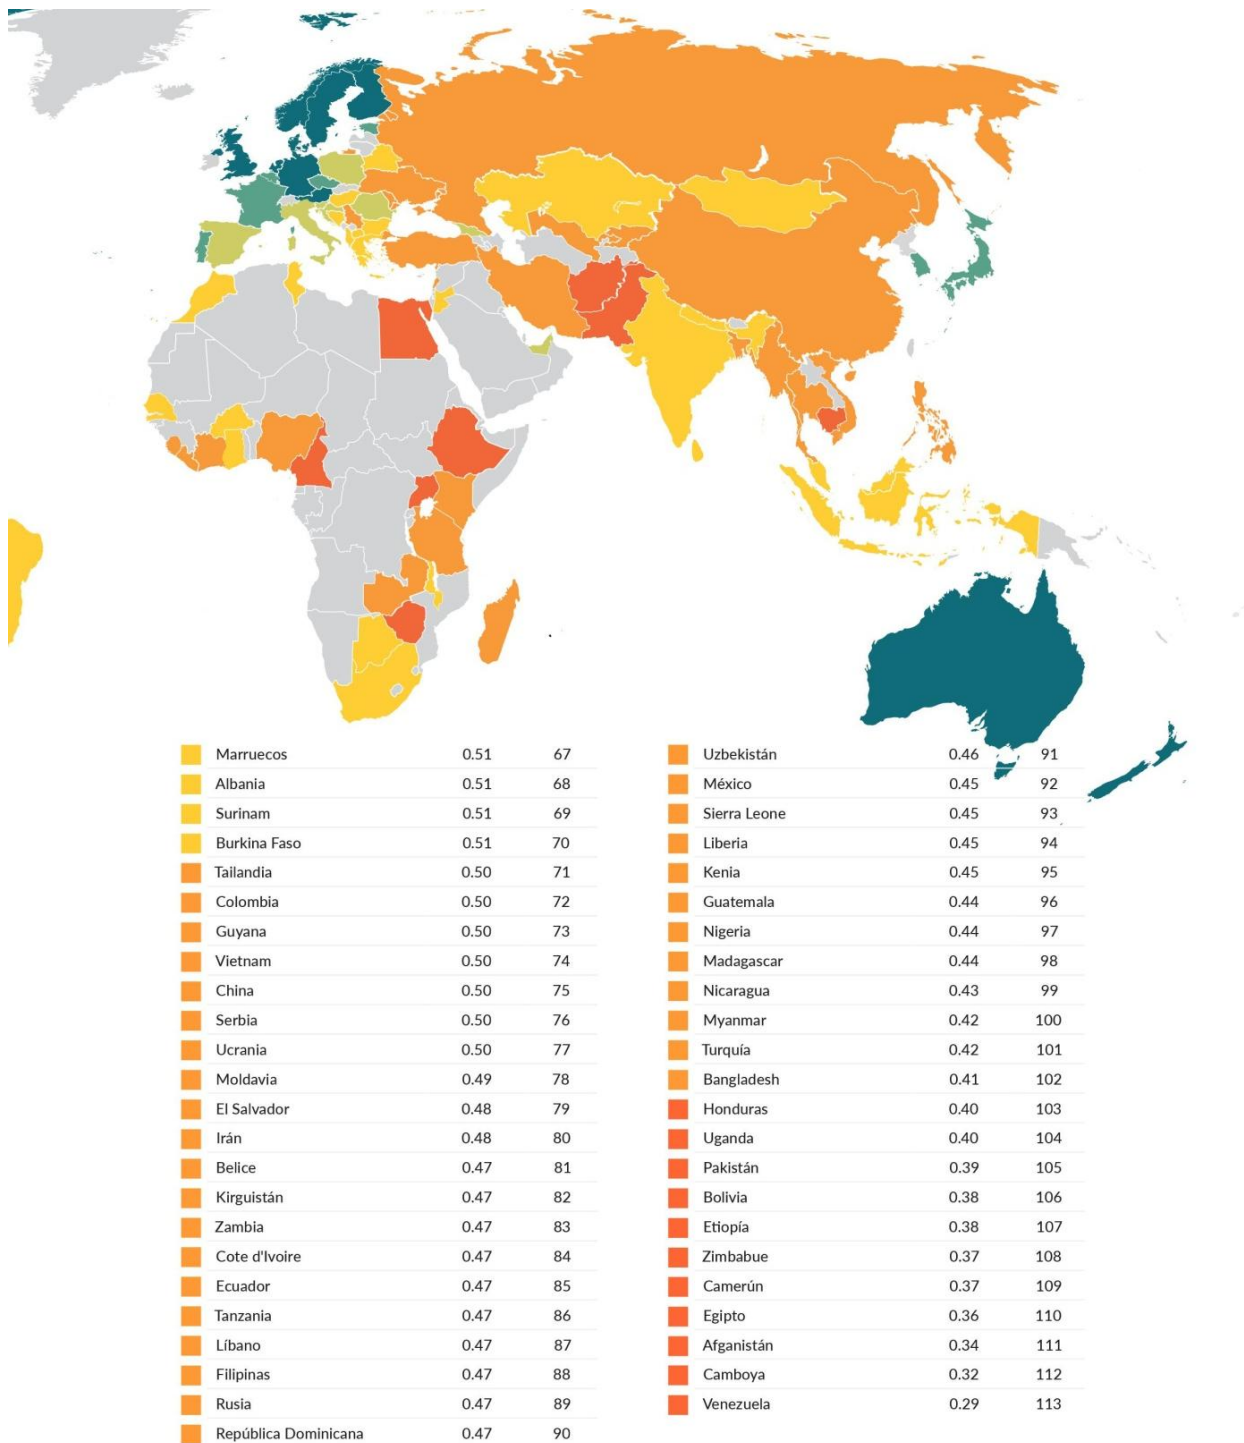 Marruecos 0.51 67
Albania 0.51 68
Surinam 0.51 69
Burkina Faso 0.51 70
Tailandia 0.50 71
Colombia 0.50 72
Guyana 0.50 73
Vietnam 0.50 74
China 0.50 75
Serbia 0.50 76
Ucrania 0.50 77
Moldavia 0.49 78
El Salvador 0.48 79
Irán 0.48 80
Belice 0.47 81
Kirguistán 0.47 82
Zambia 0.47 83
Cote d'Ivoire 0.47 84
Ecuador 0.47 85
Tanzania 0.47 86
Líbano 0.47 87
Filipinas 0.47 88
Rusia 0.47 89
República Dominicana 0.47 90
Uzbekistán 0.46 91
México 0.45 92
Sierra Leone 0.45 93
Liberia 0.45 94
Kenia 0.45 95
Guatemala 0.44 96
Nigeria 0.44 97
Madagascar 0.44 98
Nicaragua 0.43 99
Myanmar 0.42 100
Turquía 0.42 101
Bangladesh 0.41 102
Honduras 0.40 103
Uganda 0.40 104
Pakistán 0.39 105
Bolivia 0.38 106
Etiopía 0.38 107
Zimbabue 0.37 108
Camerún 0.37 109
Egipto 0.36 110
Afganistán 0.34 111
Camboya 0.32 112
Venezuela 0.29 113